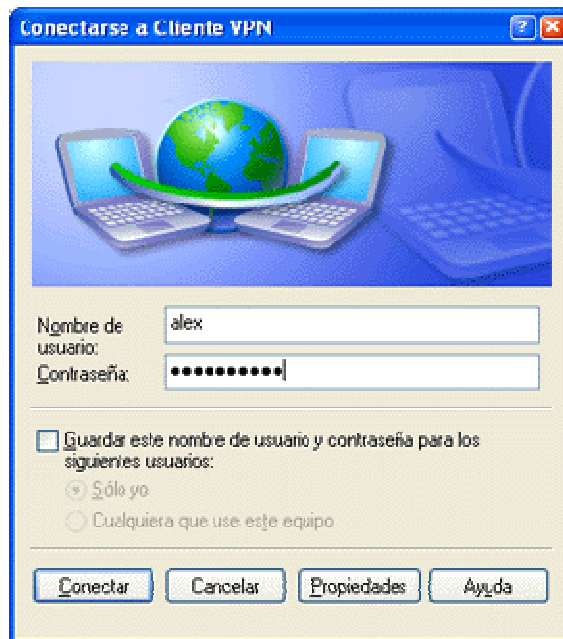 Conectarse a Cliente VPN
Nombre de
usuario:
alex
Contraseña:
●●●●●●●●●●
Guardar este nombre de usuario y contraseña para los
siguientes usuarios:
Sólo yo
Cualquiera que use este equipo
Conectar
Cancelar
Propiedades
Ayuda